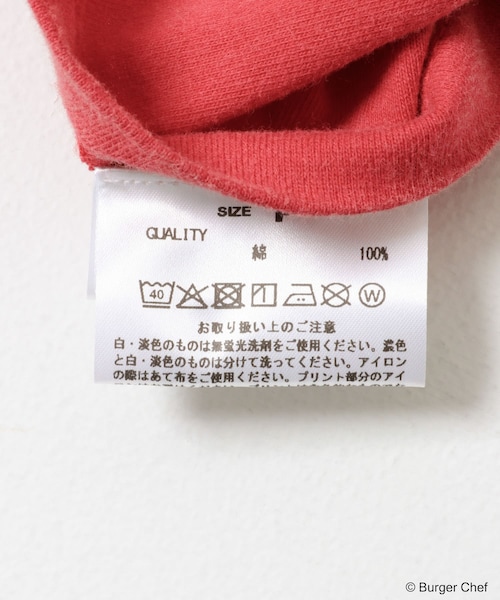 SIZE F
QUALITY
綿 100%
40 W
お取り扱い上のご注意
白・淡色のものは無蛍光洗剤をご使用ください。濃色
と白・淡色のものは分けて洗ってください。アイロン
の際はあて布をご使用ください。プリント部分のアイ
© Burger Chef